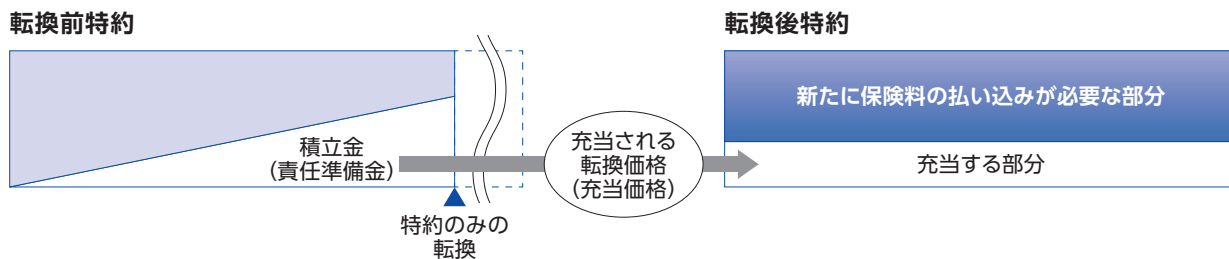 転換前特約
転換後特約
新たに保険料の払い込みが必要な部分
積立金
(責任準備金)
充当される
転換価格
(充当価格)
充当する部分
特約のみの
転換